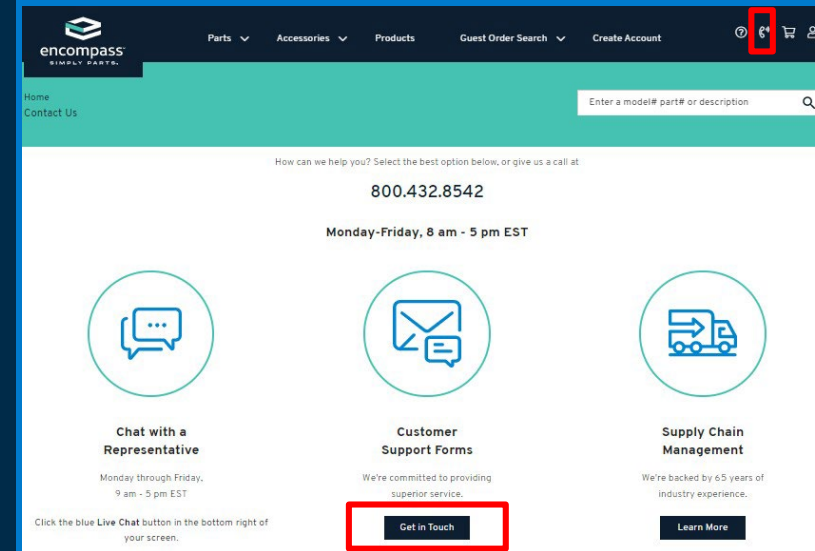 encompass
SIMPLY PARTS.
Parts Accessories Products Guest Order Search Create Account
Home
Contact Us
Enter a model# part# or description
How can we help you? Select the best option below, or give us a call at
800.432.8542
Monday-Friday, 8 am - 5 pm EST
Chat with a
Representative
Monday through Friday,
9 am - 5 pm EST
Click the blue Live Chat button in the bottom right of
your screen.
Customer
Support Forms
We're committed to providing
superior service.
Get in Touch
Supply Chain
Management
We're backed by 65 years of
industry experience.
Learn More